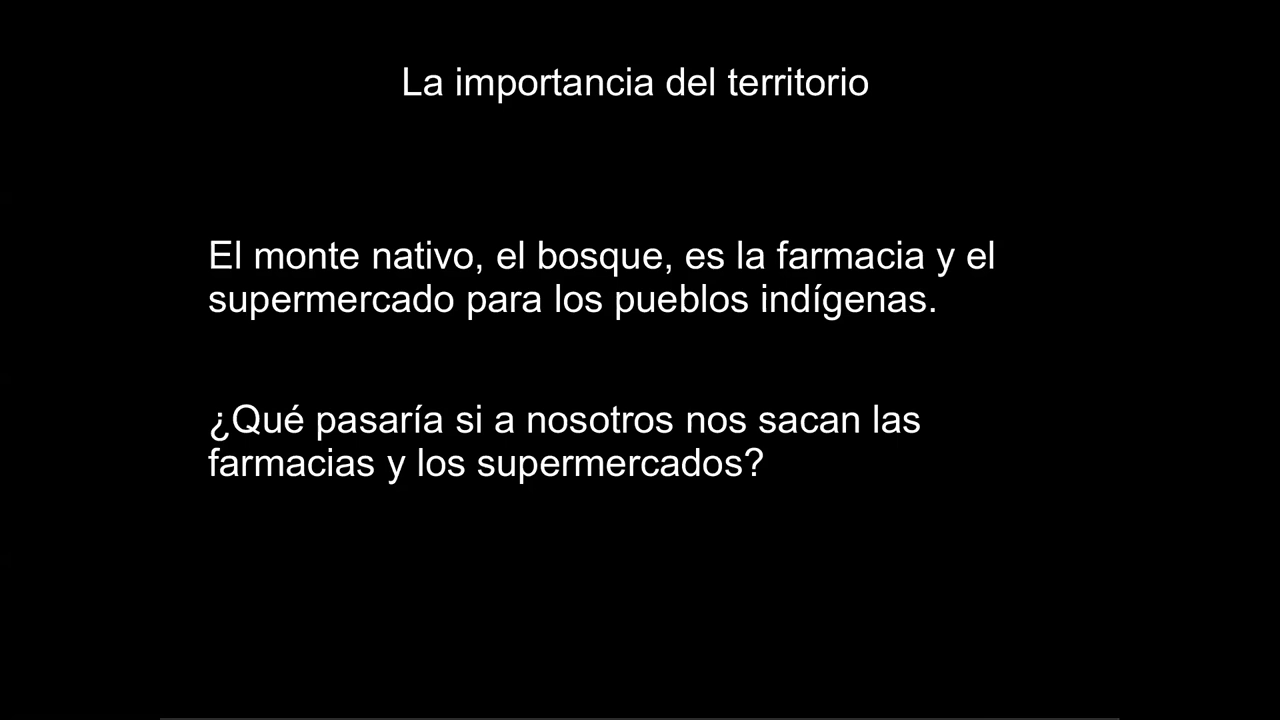 La importancia del territorio
El monte nativo, el bosque, es la farmacia y el
supermercado para los pueblos indígenas.
¿Qué pasaría si a nosotros nos sacan las
farmacias y los supermercados?